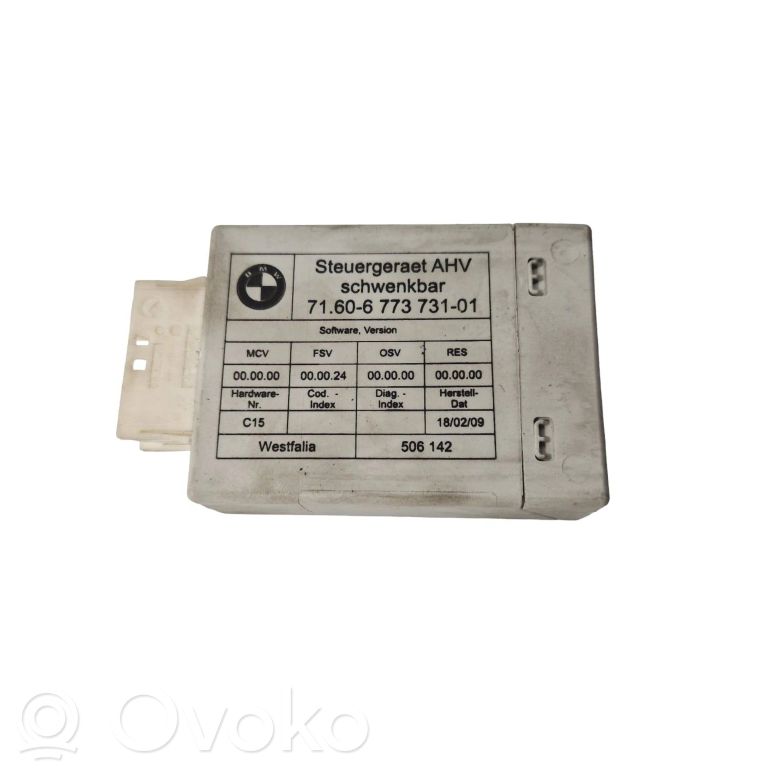 BMW
Steuergeraet AHV
schwenkbar
71.60-6 773 731-01
Software, Version
MCV FSV OSV RES
00.00.00 00.00.24 00.00.00 00.00.00
Hardware- Cod. - Diag. - Herstell-
Nr. Index Index Dat
C15 18/02/09
Westfalia 506 142
Ovoko